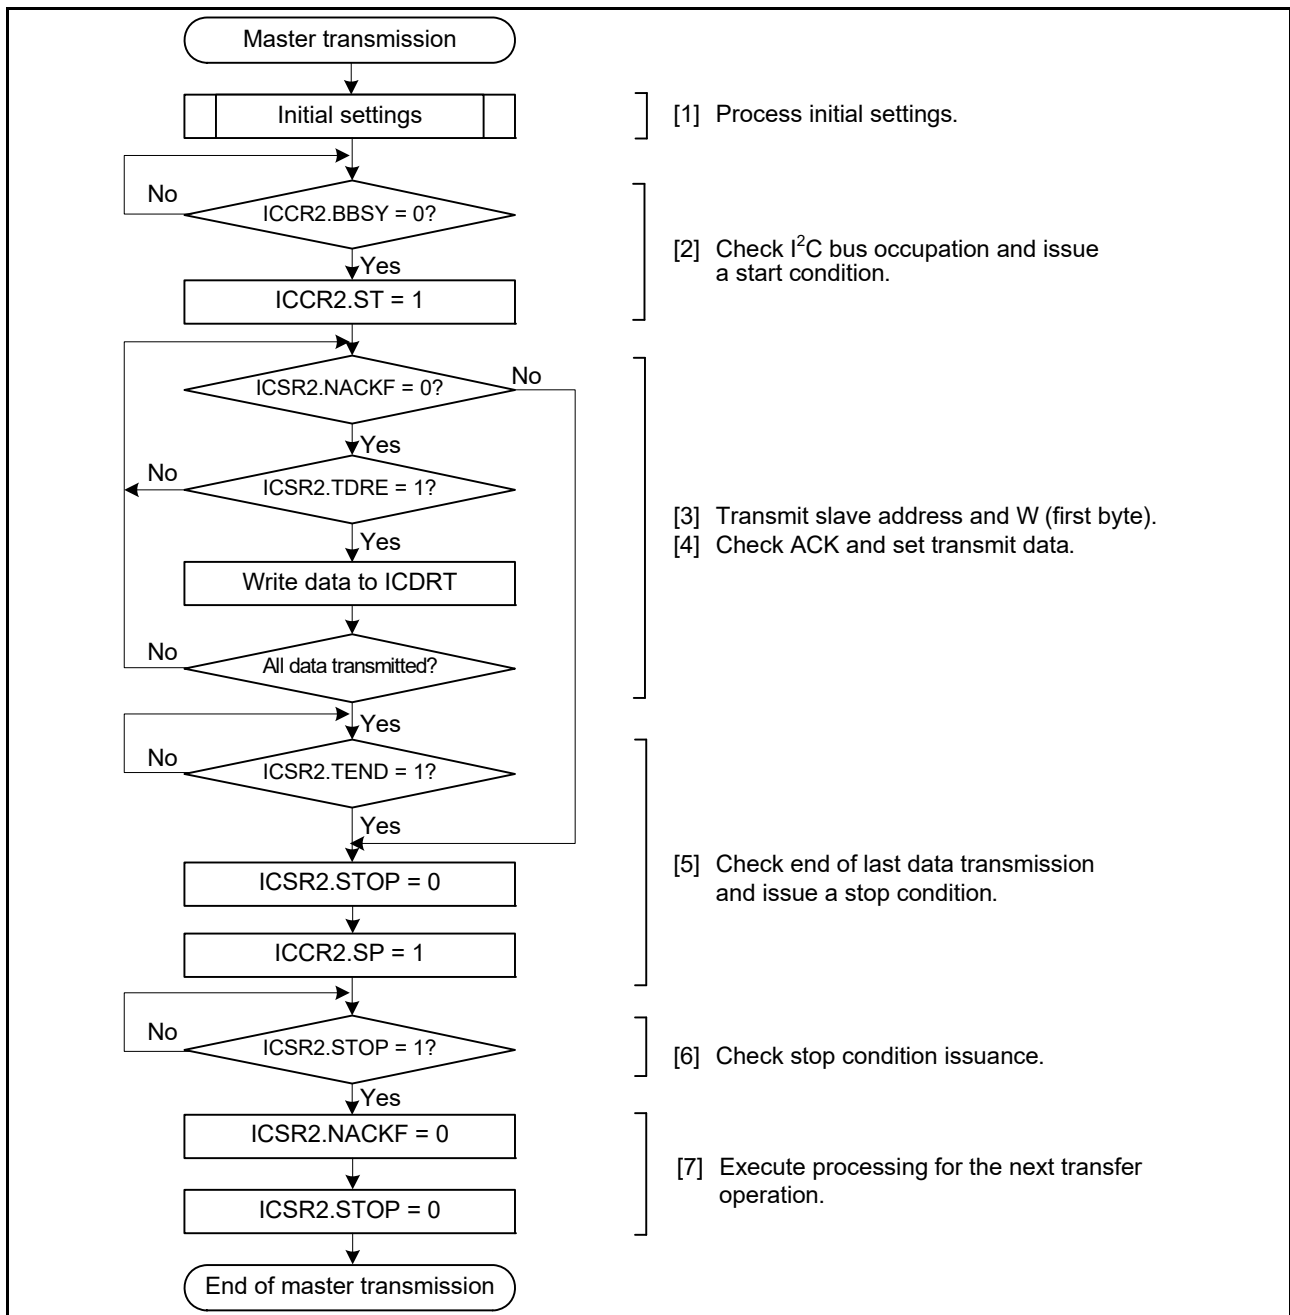 Master transmission
Initial settings
[1] Process initial settings.
No
ICCR2.BBSY = 0?
Yes
[2] Check I²C bus occupation and issue
a start condition.
ICCR2.ST = 1
ICSR2.NACKF = 0?
No
Yes
No
ICSR2.TDRE = 1?
Yes
[3] Transmit slave address and W (first byte).
[4] Check ACK and set transmit data.
Write data to ICDRT
No
All data transmitted?
Yes
No
ICSR2.TEND = 1?
Yes
ICSR2.STOP = 0
[5] Check end of last data transmission
and issue a stop condition.
ICCR2.SP = 1
No
ICSR2.STOP = 1?
[6] Check stop condition issuance.
Yes
ICSR2.NACKF = 0
[7] Execute processing for the next transfer
operation.
ICSR2.STOP = 0
End of master transmission